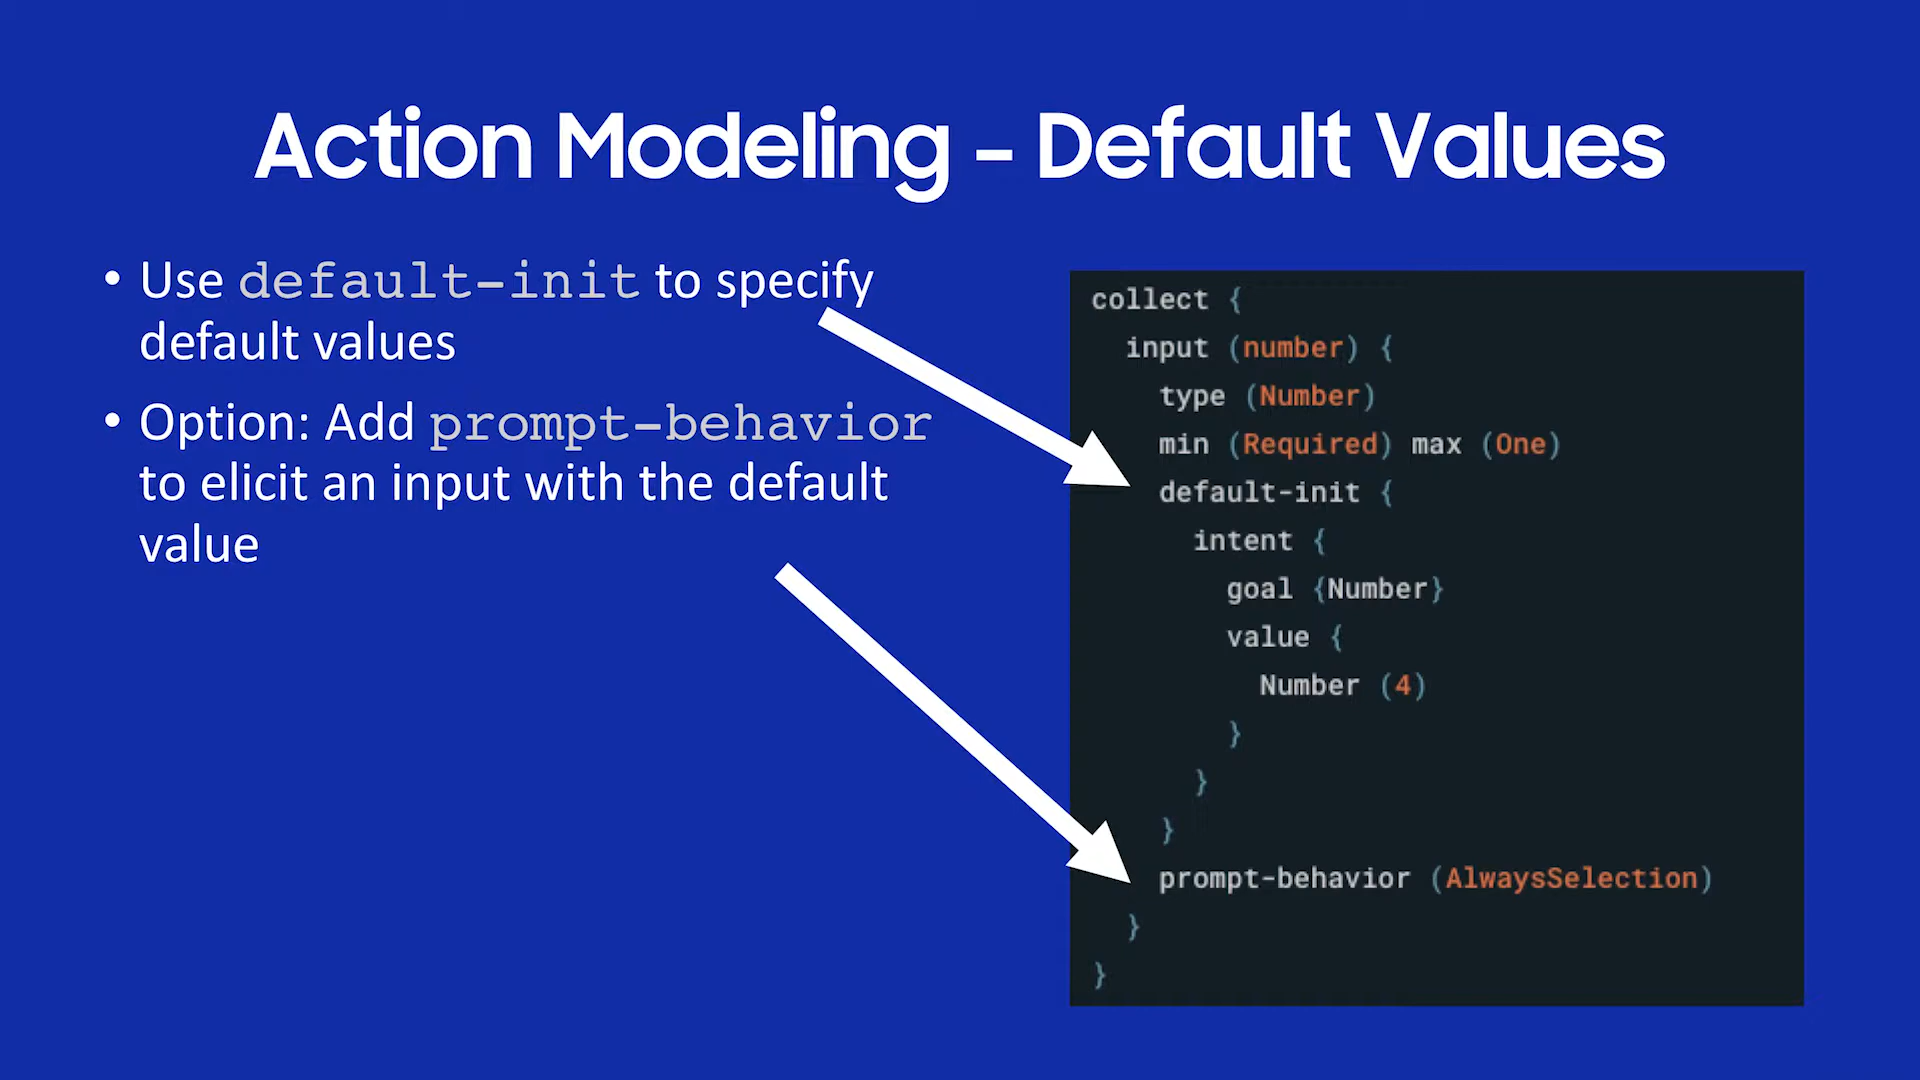 Action Modeling – Default Values
• Use default-init to specify
default values
• Option: Add prompt-behavior
to elicit an input with the default
value
collect {
  input (number) {
    type (Number)
    min (Required) max (One)
    default-init {
      intent {
        goal {Number}
        value {
          Number (4)
        }
      }
    }
    prompt-behavior (AlwaysSelection)
  }
}